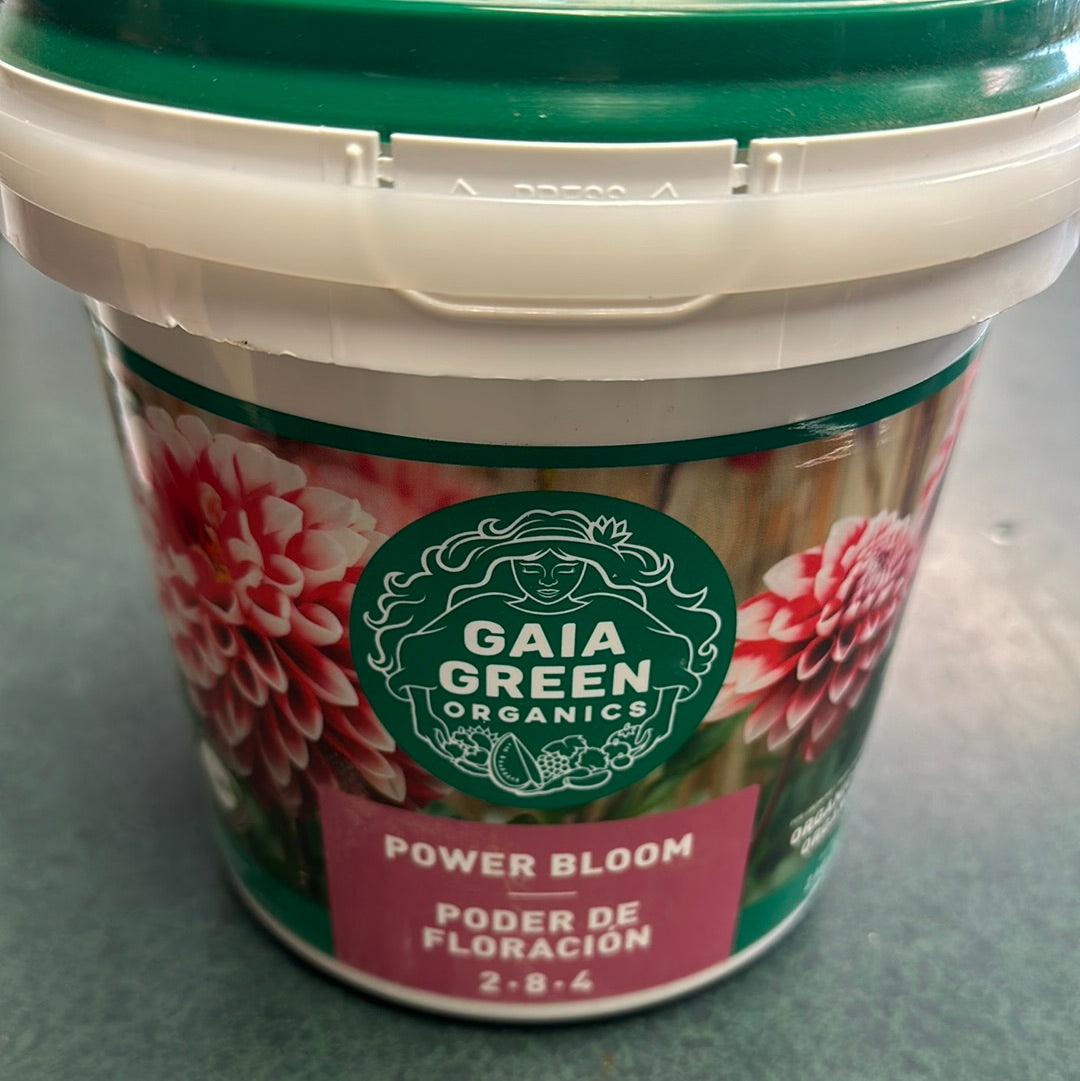 GAIA
GREEN
ORGANICS
POWER BLOOM
PODER DE
FLORACIÓN
2-8-4